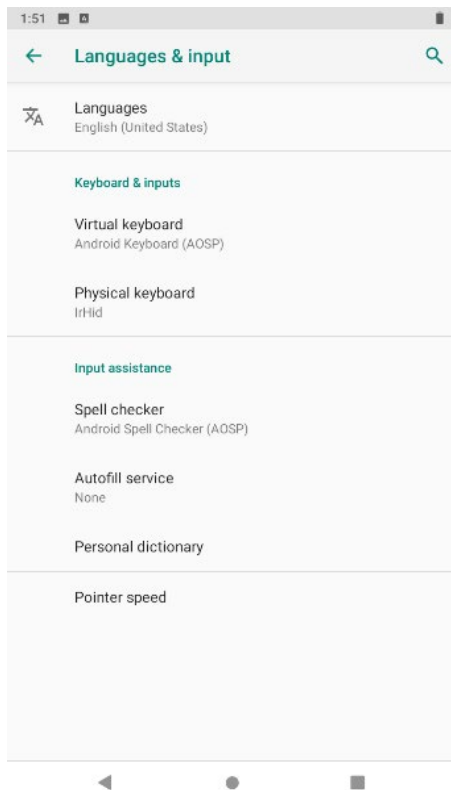 1:51
Languages & input
Languages
English (United States)
Keyboard & inputs
Virtual keyboard
Android Keyboard (AOSP)
Physical keyboard
IrHid
Input assistance
Spell checker
Android Spell Checker (AOSP)
Autofill service
None
Personal dictionary
Pointer speed